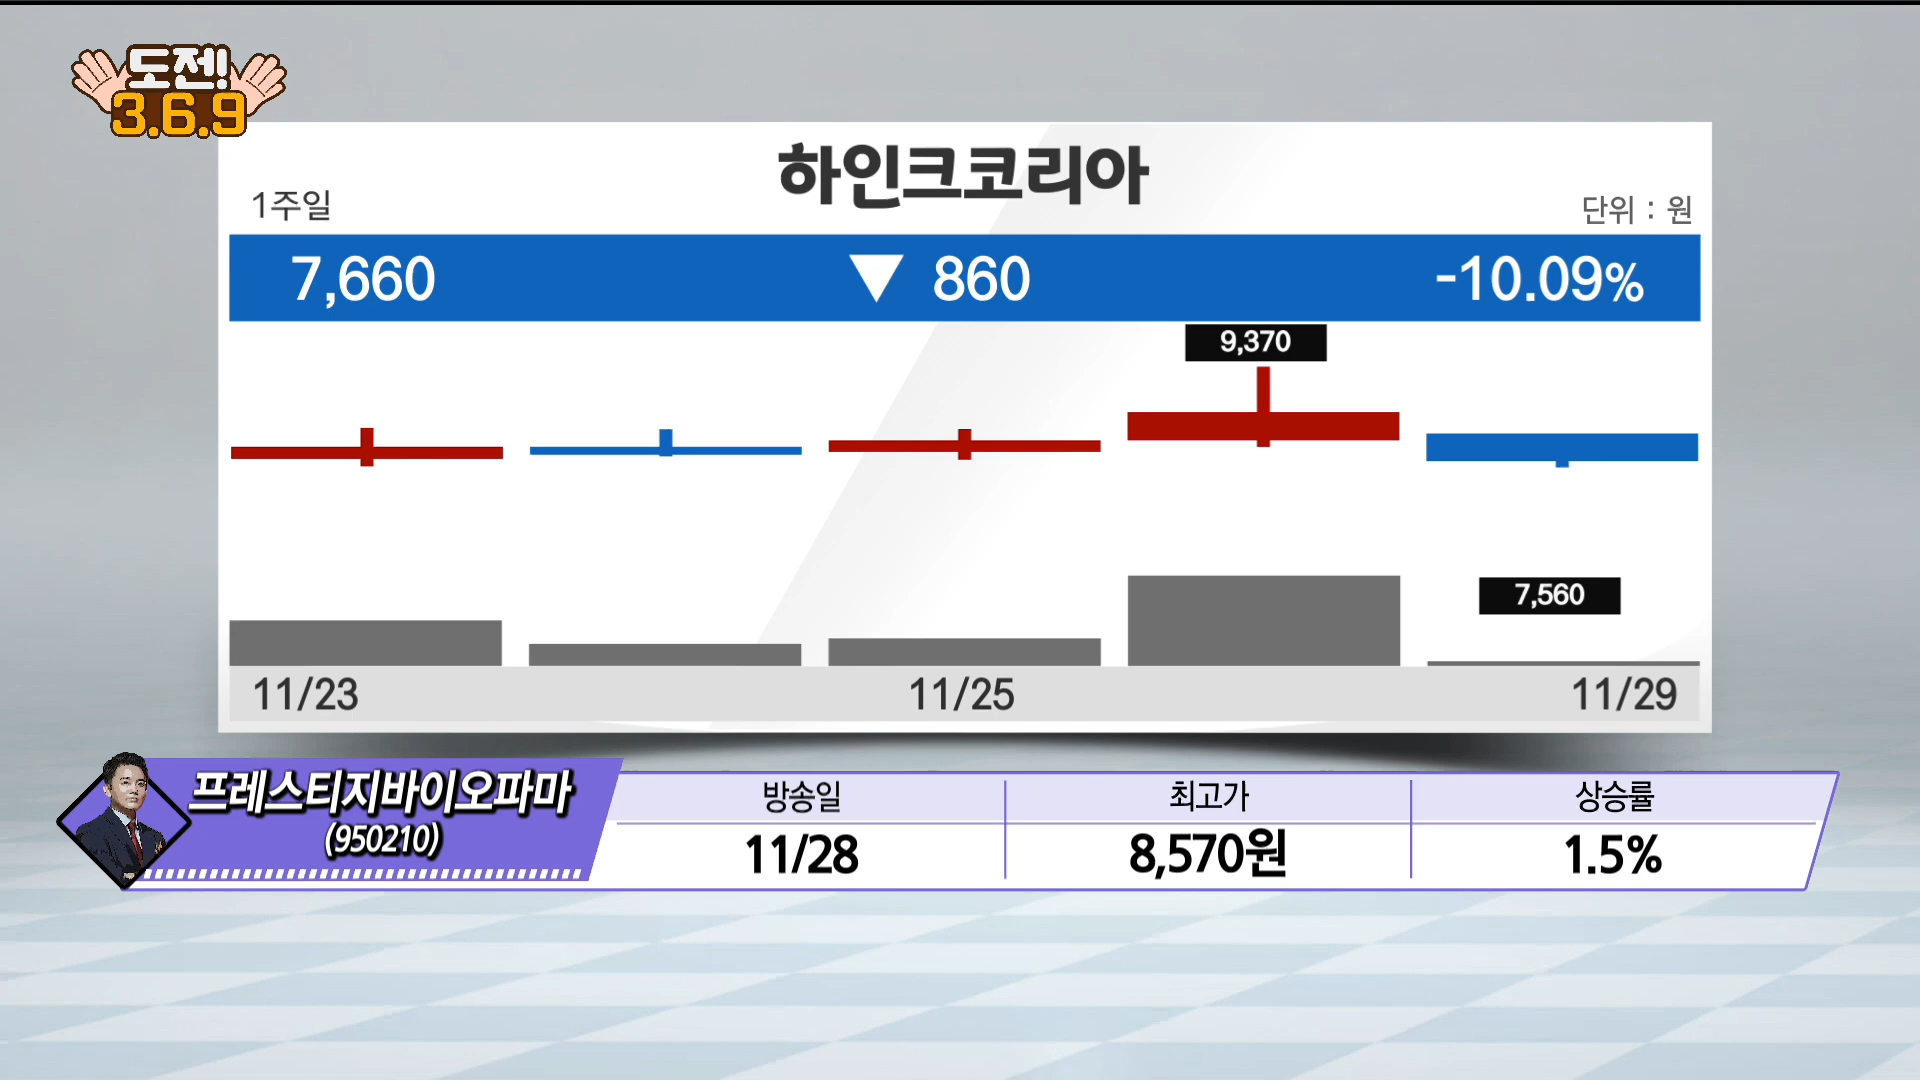 도젠!
3.6.9
하인크코리아
1주일
단위 : 원
7,660 ▼ 860 -10.09%
9,370
7,560
11/23 11/25 11/29
프레스티지바이오파마
(950210)
방송일 최고가 상승률
11/28 8,570원 1.5%